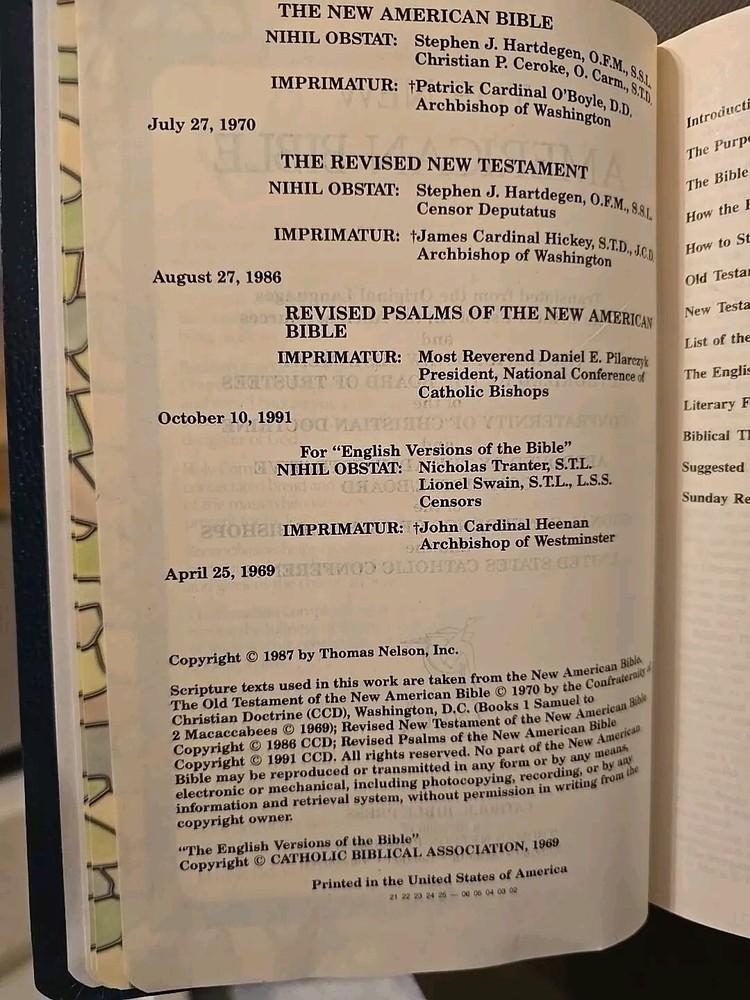 THE NEW AMERICAN BIBLE
NIHIL OBSTAT: Stephen J. Hartdegen, O.F.M., S.S.L.
Christian P. Ceroke, O. Carm., S.T.D.
IMPRIMATUR: †Patrick Cardinal O'Boyle, D.D.
Archbishop of Washington
July 27, 1970
THE REVISED NEW TESTAMENT
NIHIL OBSTAT: Stephen J. Hartdegen, O.F.M., S.S.L.
Censor Deputatus
IMPRIMATUR: †James Cardinal Hickey, S.T.D., J.C.D.
Archbishop of Washington
August 27, 1986
REVISED PSALMS OF THE NEW AMERICAN
BIBLE
IMPRIMATUR: Most Reverend Daniel E. Pilarczyk
President, National Conference of
Catholic Bishops
October 10, 1991
For “English Versions of the Bible”
NIHIL OBSTAT: Nicholas Tranter, S.T.L.
Lionel Swain, S.T.L., L.S.S.
Censors
IMPRIMATUR: †John Cardinal Heenan
Archbishop of Westminster
April 25, 1969
Copyright © 1987 by Thomas Nelson, Inc.
Scripture texts used in this work are taken from the New American Bible.
The Old Testament of the New American Bible © 1970 by the Confraternity of
Christian Doctrine (CCD), Washington, D.C. (Books 1 Samuel to
2 Macaccabees © 1969); Revised New Testament of the New American Bible
Copyright © 1986 CCD; Revised Psalms of the New American Bible
Copyright © 1991 CCD. All rights reserved. No part of the New American
Bible may be reproduced or transmitted in any form or by any means,
electronic or mechanical, including photocopying, recording, or by any
information and retrieval system, without permission in writing from the
copyright owner.
“The English Versions of the Bible”
Copyright © CATHOLIC BIBLICAL ASSOCIATION, 1969
Printed in the United States of America
21 22 23 24 25 — 06 05 04 03 02
Introducti
The Purpo
The Bible
How the
How to St
Old Testa
New Testa
List of the
The Englis
Literary F
Biblical T
Suggested
Sunday Re